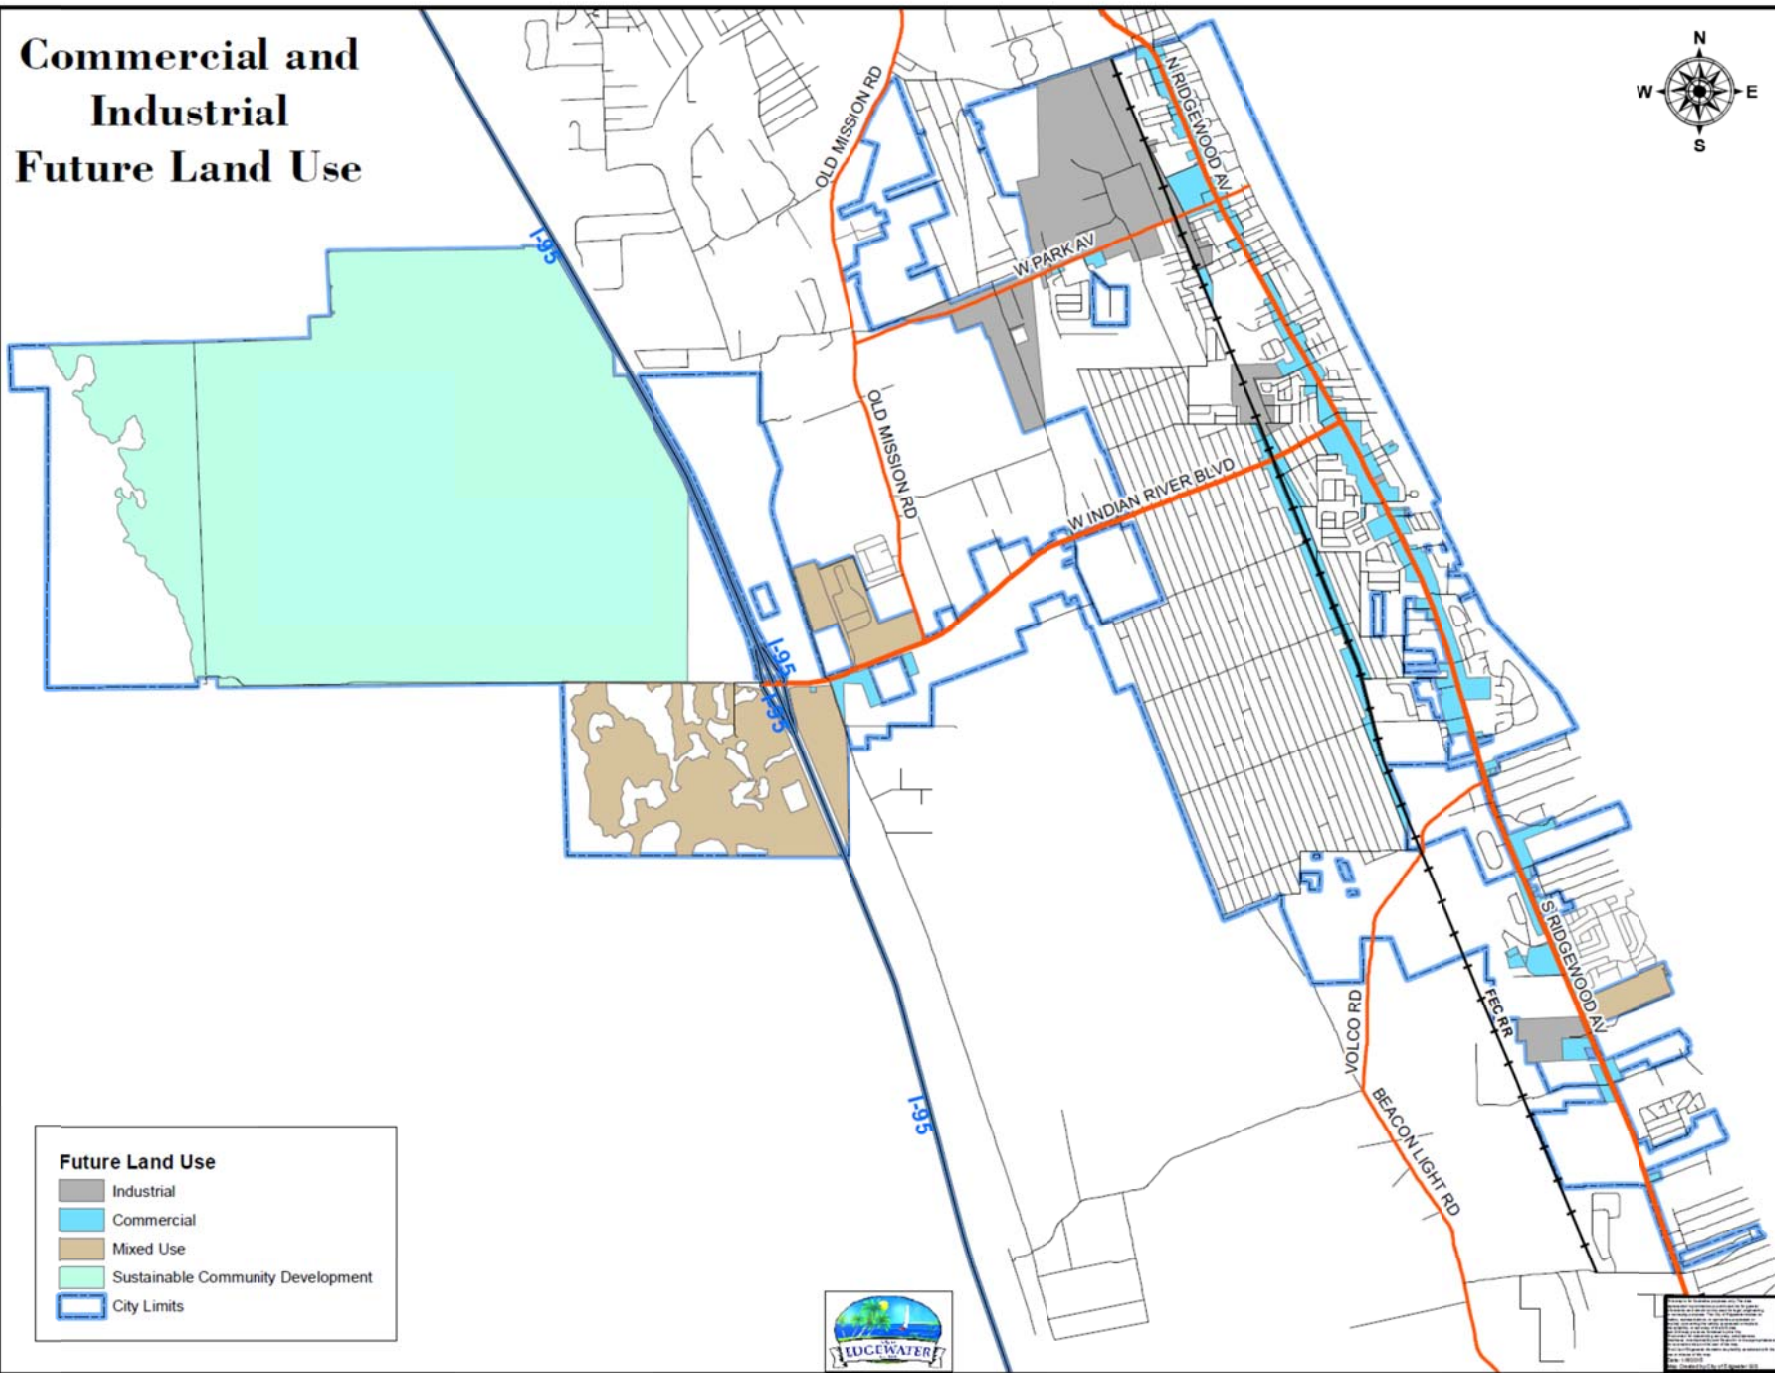 Commercial and
Industrial
Future Land Use
N
W E
S
OLD MISSION RD
N RIDGEWOOD AV
I-95
W PARK AV
OLD MISSION RD
W INDIAN RIVER BLVD
I-95
I-95
S RIDGEWOOD AV
FEC RR
VOLCO RD
BEACON LIGHT RD
I-95
Future Land Use
Industrial
Commercial
Mixed Use
Sustainable Community Development
City Limits
EDGEWATER